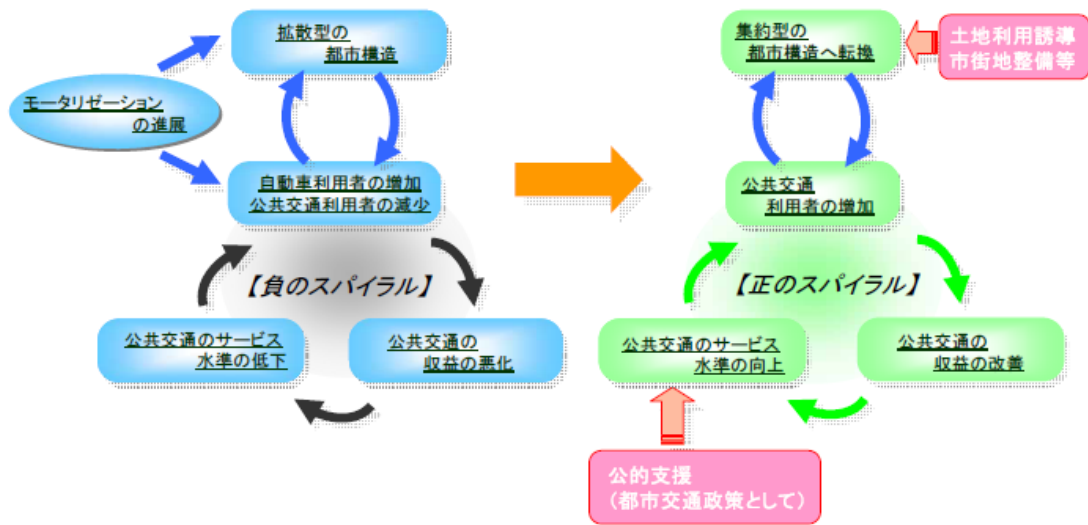 拡散型の
都市構造
モータリゼーション
の進展
自動車利用者の増加
公共交通利用者の減少
【負のスパイラル】
公共交通のサービス
水準の低下
公共交通の
収益の悪化
集約型の
都市構造へ転換
土地利用誘導
市街地整備等
公共交通
利用者の増加
【正のスパイラル】
公共交通のサービス
水準の向上
公共交通の
収益の改善
公的支援
（都市交通政策として）